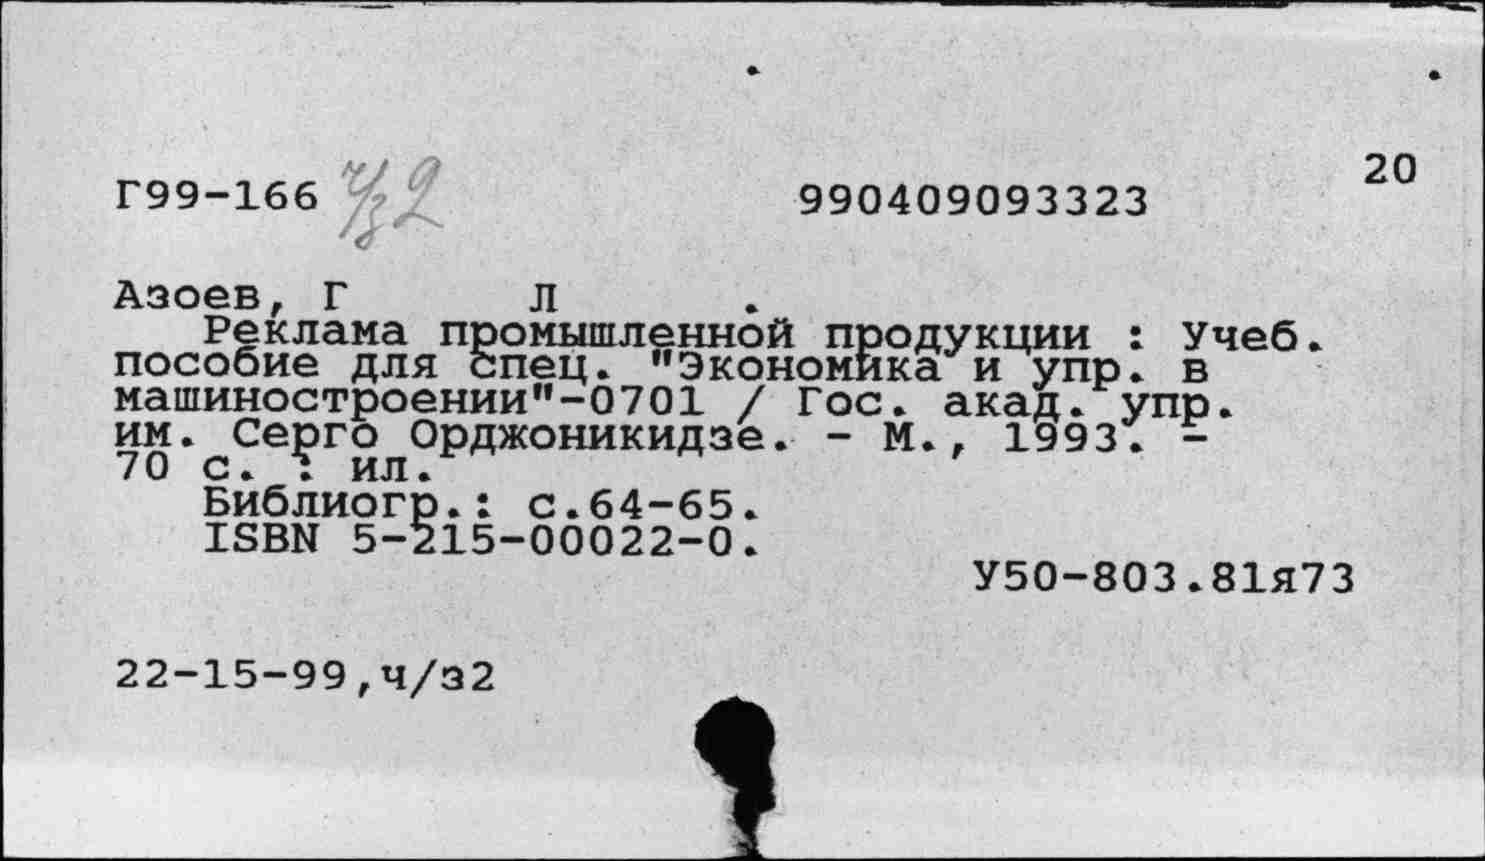 20
Г99-166 ч/з 2 990409093323
Азоев, Г Л .
Реклама промышленной продукции : Учеб.
пособие для спец. "Экономика и упр. в
машиностроении"-0701 / Гос. акад. упр.
им. Серго Орджоникидзе. - М., 1993. -
70 с. : ил.
Библиогр.: с.64-65.
ISBN 5-215-00022-0.
У50-803.81я73
22-15-99,ч/з2